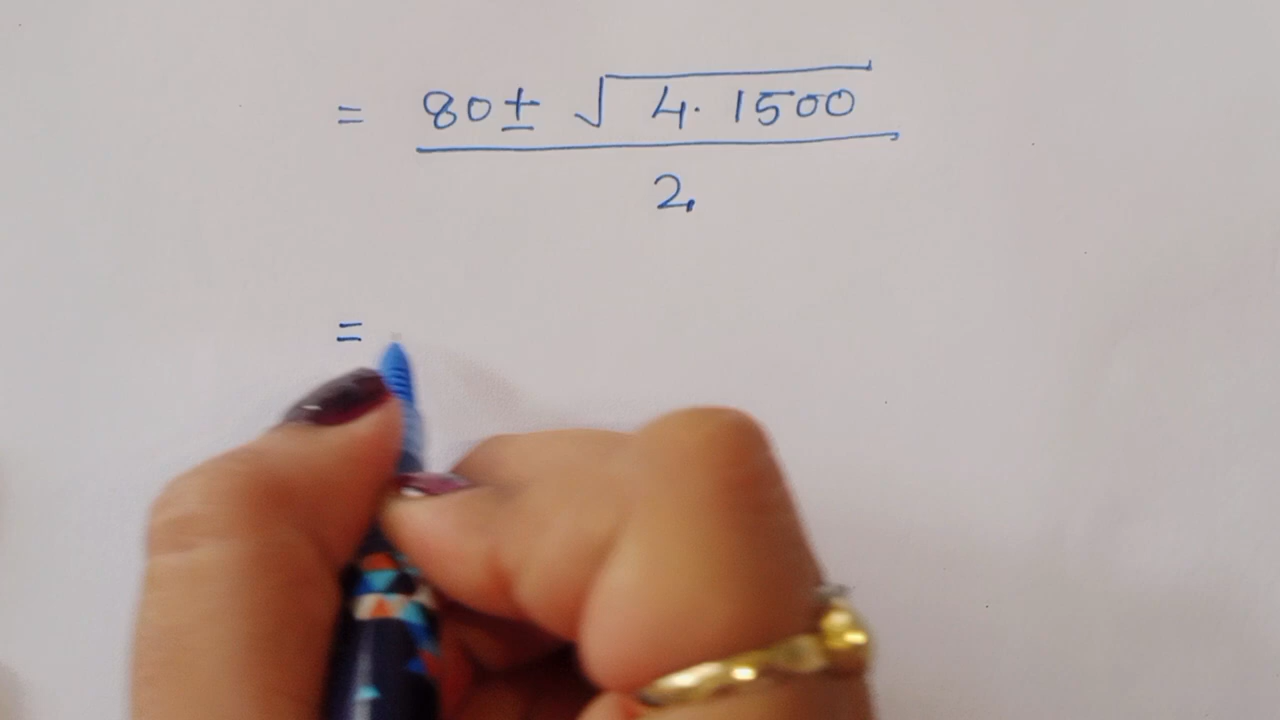 = 80 ± √4. 1500
2
=